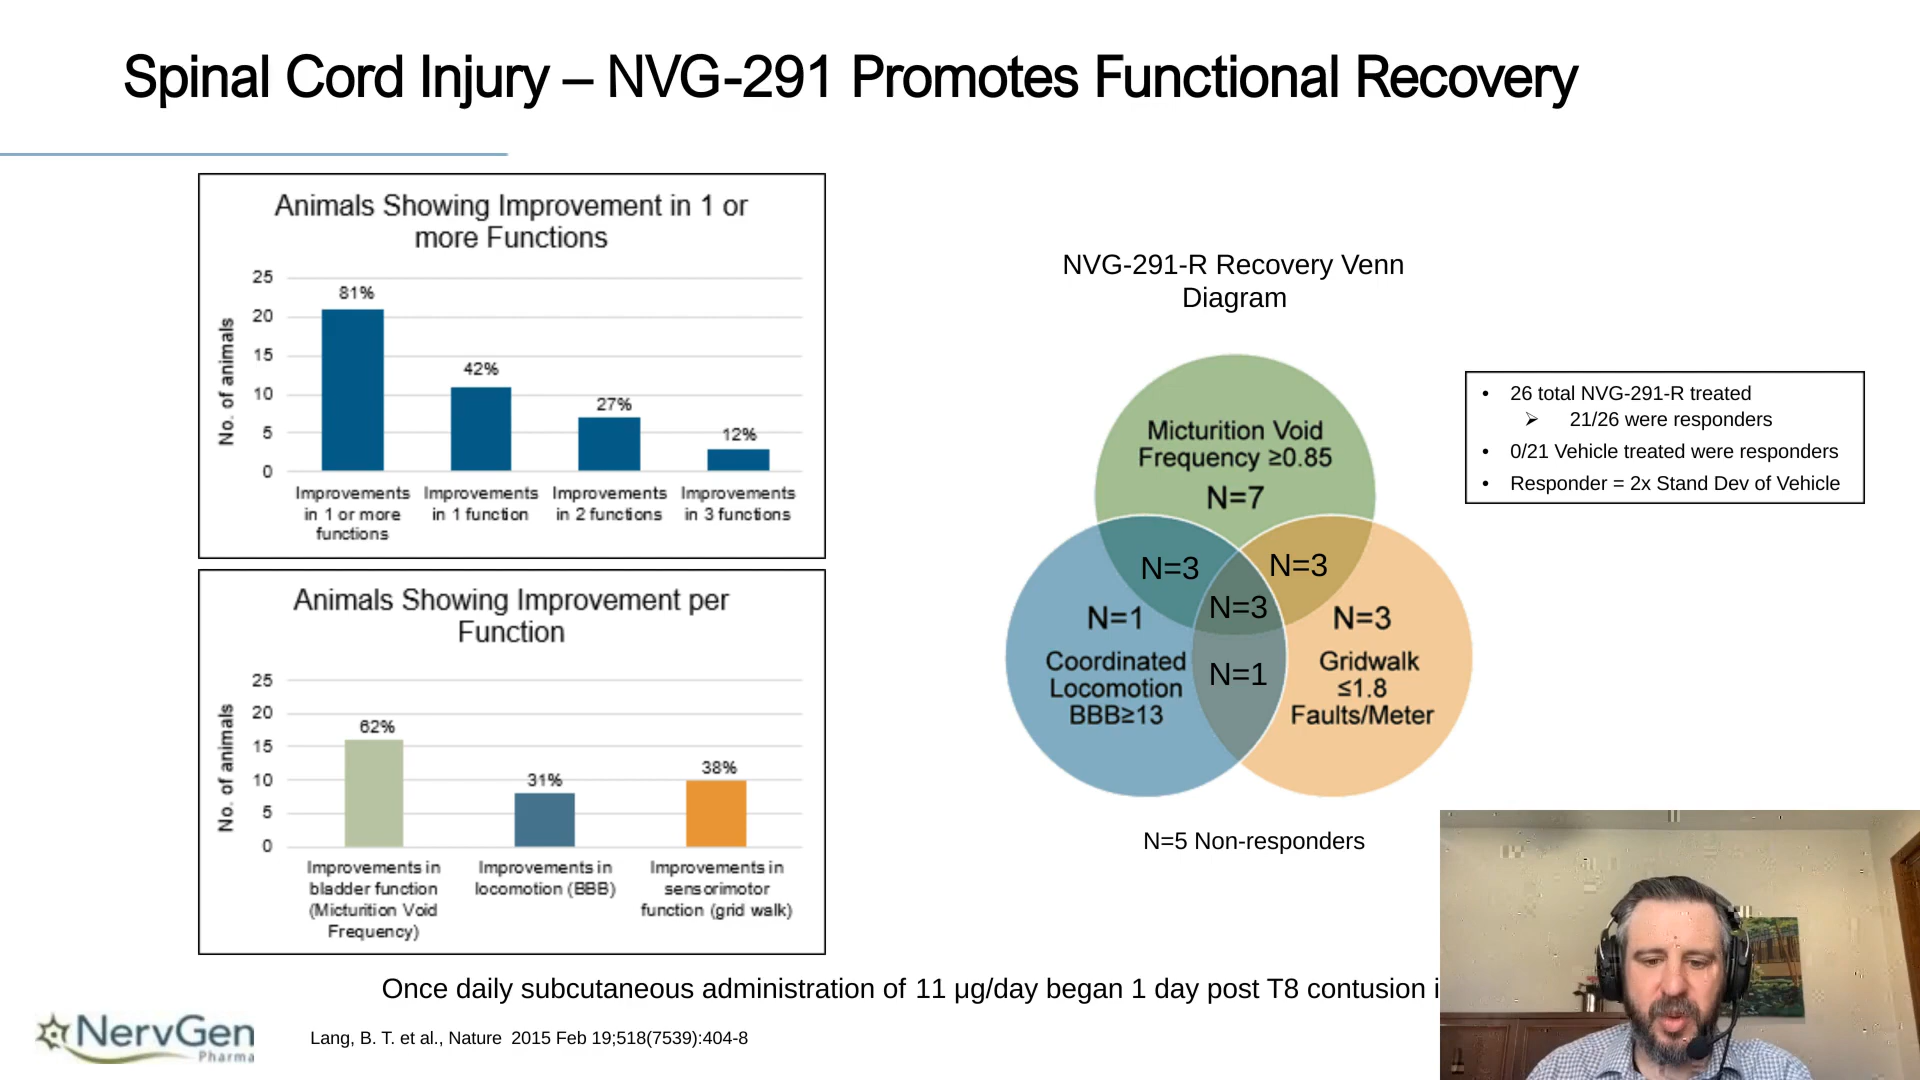 Spinal Cord Injury – NVG-291 Promotes Functional Recovery
Animals Showing Improvement in 1 or
more Functions
No. of animals
25
20
15
10
5
0
81%
42%
27%
12%
Improvements
in 1 or more
functions
Improvements
in 1 function
Improvements
in 2 functions
Improvements
in 3 functions
Animals Showing Improvement per
Function
No. of animals
25
20
15
10
5
0
62%
31%
38%
Improvements in
bladder function
(Micturition Void
Frequency)
Improvements in
locomotion (BBB)
Improvements in
sensorimotor
function (grid walk)
NVG-291-R Recovery Venn
Diagram
Micturition Void
Frequency ≥0.85
N=7
N=3
N=3
N=3
N=1
N=1
Coordinated
Locomotion
BBB≥13
N=3
Gridwalk
≤1.8
Faults/Meter
N=5 Non-responders
• 26 total NVG-291-R treated
➢ 21/26 were responders
• 0/21 Vehicle treated were responders
• Responder = 2x Stand Dev of Vehicle
Once daily subcutaneous administration of 11 μg/day began 1 day post T8 contusion i
NervGen
Pharma
Lang, B. T. et al., Nature 2015 Feb 19;518(7539):404-8